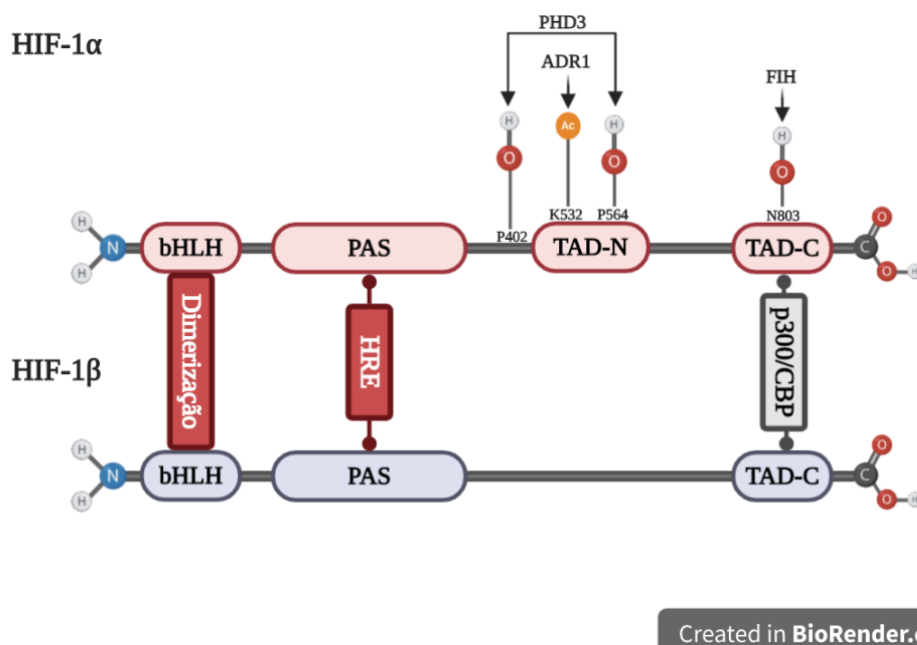 HIF-1α
PHD3
ADR1
FIH
H
Ac
H
H
O
O
O
P402
K532
P564
N803
H
H
N
bHLH
PAS
TAD-N
TAD-C
C
O
O
H
Dimerização
HRE
p300/CBP
HIF-1β
H
H
N
bHLH
PAS
TAD-C
C
O
O
H
Created in BioRender.